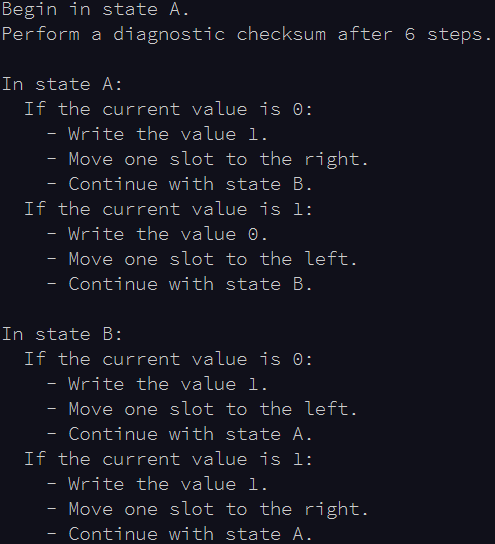 Begin in state A.
Perform a diagnostic checksum after 6 steps.

In state A:
  If the current value is 0:
    - Write the value 1.
    - Move one slot to the right.
    - Continue with state B.
  If the current value is 1:
    - Write the value 0.
    - Move one slot to the left.
    - Continue with state B.

In state B:
  If the current value is 0:
    - Write the value 1.
    - Move one slot to the left.
    - Continue with state A.
  If the current value is 1:
    - Write the value 1.
    - Move one slot to the right.
    - Continue with state A.